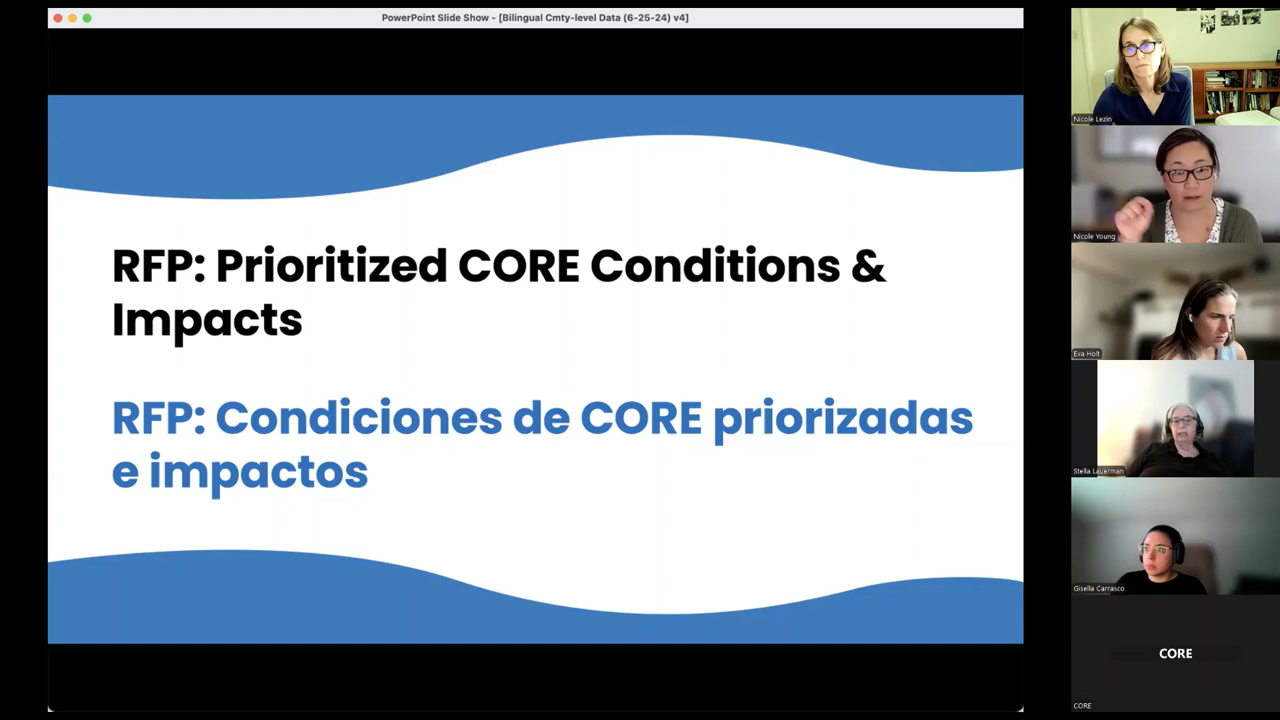 PowerPoint Slide Show - [Bilingual Cmty-level Data (6-25-24) v4]
RFP: Prioritized CORE Conditions &
Impacts
RFP: Condiciones de CORE priorizadas
e impactos
Nicole Lezin
Nicole Young
Eva Holt
Stella Lauerman
Gisella Carrasco
CORE
CORE